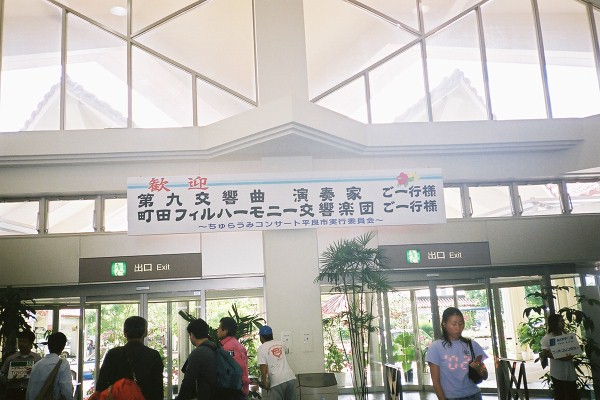 歓迎
第九交響曲 演奏家 ご一行様
町田フィルハーモニー交響楽団 ご一行様
~ちゅらうみコンサート平良市実行委員会~
出口 Exit
出口 Exit